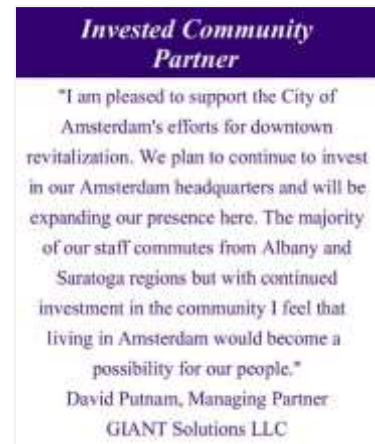 Invested Community
Partner
"I am pleased to support the City of
Amsterdam's efforts for downtown
revitalization. We plan to continue to invest
in our Amsterdam headquarters and will be
expanding our presence here. The majority
of our staff commutes from Albany and
Saratoga regions but with continued
investment in the community I feel that
living in Amsterdam would become a
possibility for our people."
David Putnam, Managing Partner
GIANT Solutions LLC